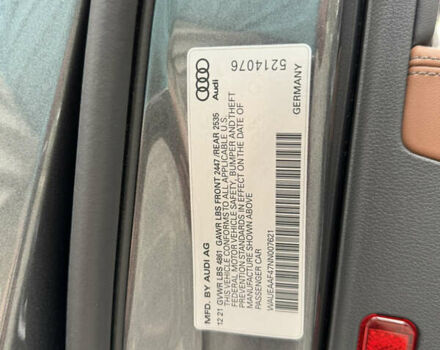 5214076
Audi
GERMANY
MFD. BY AUDI AG
12 21 GVWR LBS 4861 GAWR LBS FRONT 2447 /REAR 2535
THIS VEHICLE CONFORMS TO ALL APPLICABLE U.S.
FEDERAL MOTOR VEHICLE SAFETY, BUMPER AND THEFT
PREVENTION STANDARDS IN EFFECT ON THE DATE OF
MANUFACTURE SHOWN ABOVE
PASSENGER CAR
WAUEAAF47NN007621